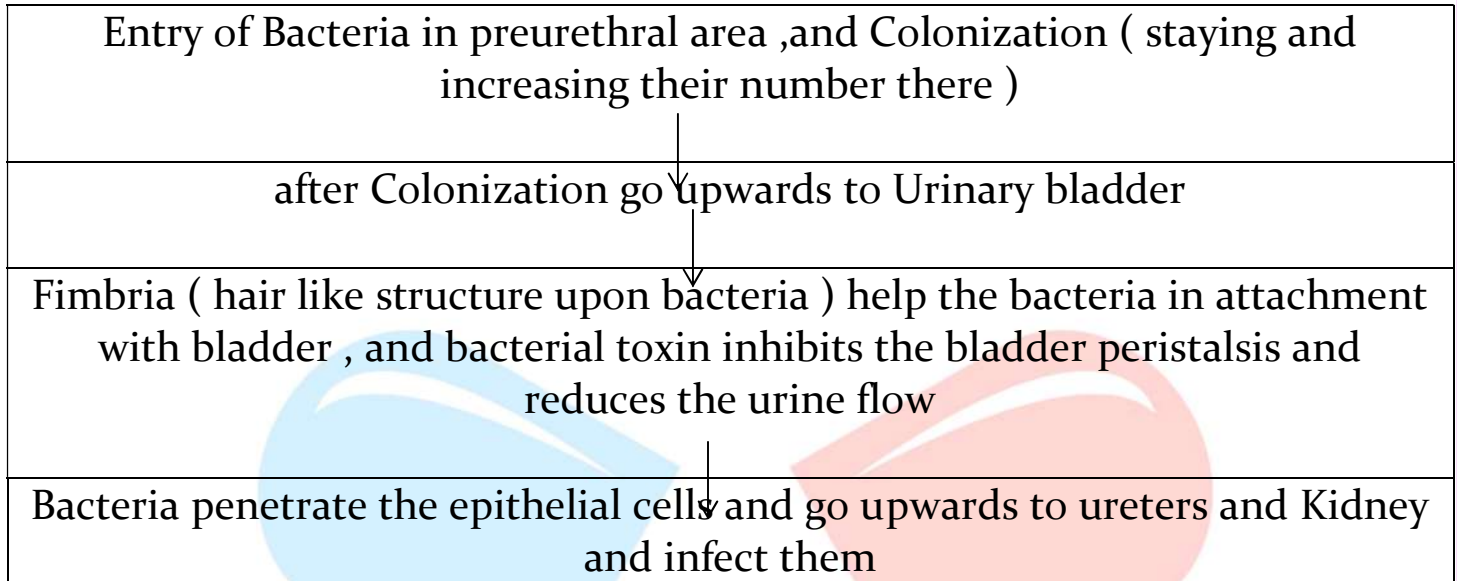 Entry of Bacteria in preurethral area ,and Colonization ( staying and
increasing their number there )
after Colonization go upwards to Urinary bladder
Fimbria ( hair like structure upon bacteria ) help the bacteria in attachment
with bladder , and bacterial toxin inhibits the bladder peristalsis and
reduces the urine flow
Bacteria penetrate the epithelial cells and go upwards to ureters and Kidney
and infect them